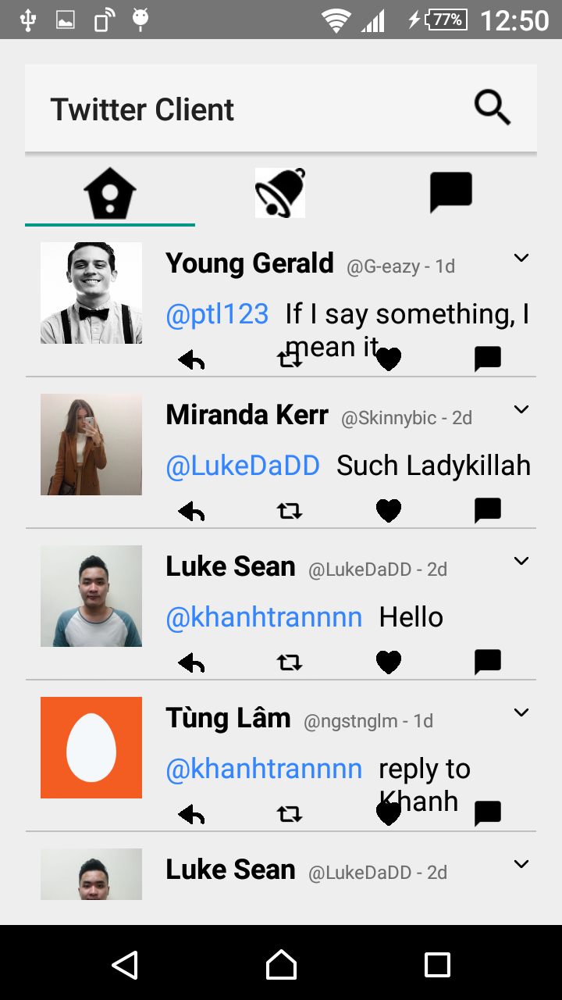 77% 12:50
Twitter Client
Young Gerald @G-eazy - 1d
@ptl123 If I say something, I
mean it
Miranda Kerr @Skinnybic - 2d
@LukeDaDD Such Ladykillah
Luke Sean @LukeDaDD - 2d
@khanhtrannnn Hello
Tùng Lâm @ngstnglm - 1d
@khanhtrannnn reply to
Khanh
Luke Sean @LukeDaDD - 2d